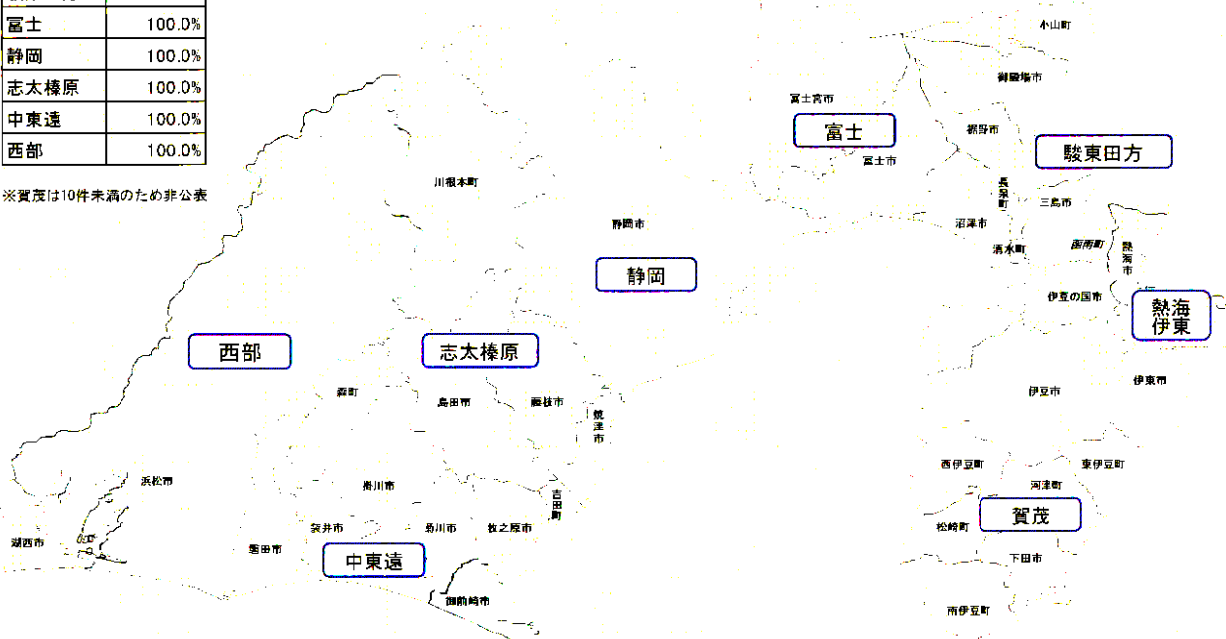 富士 100.0%
静岡 100.0%
志太榛原 100.0%
中東遠 100.0%
西部 100.0%
※賀茂は10件未満のため非公表
小山町
御殿場市
富士宮市
富士
裾野市
富士市
駿東田方
川根本町
長泉町
三島市
静岡市
沼津市
清水町
函南町
熱海市
静岡
伊豆の国市
熱海
伊東
西部
志太榛原
伊東市
森町
島田市
藤枝市
伊豆市
焼津市
西伊豆町
東伊豆町
浜松市
掛川市
河津町
吉田町
賀茂
松崎町
袋井市
菊川市
牧之原市
湖西市
磐田市
中東遠
下田市
御前崎市
南伊豆町